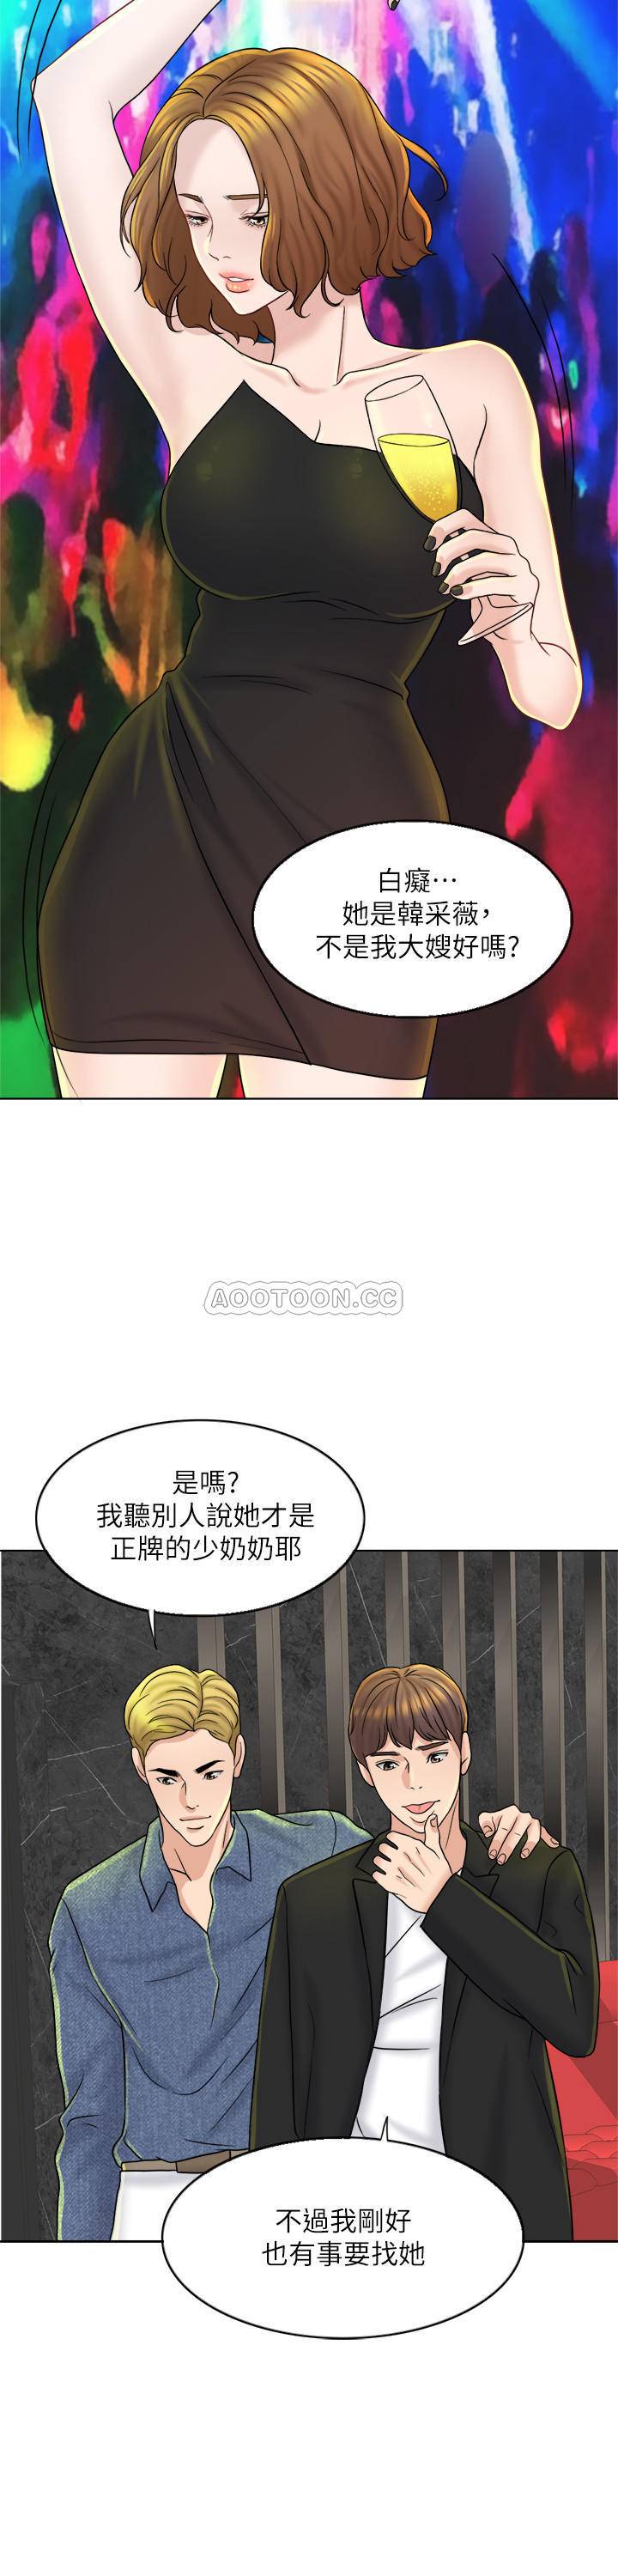 白癡…
她是韓采薇，
不是我大嫂好嗎？
AOOTOON.CC
是嗎？
我聽別人說她才是
正牌的少奶奶耶
不過我剛好
也有事要找她